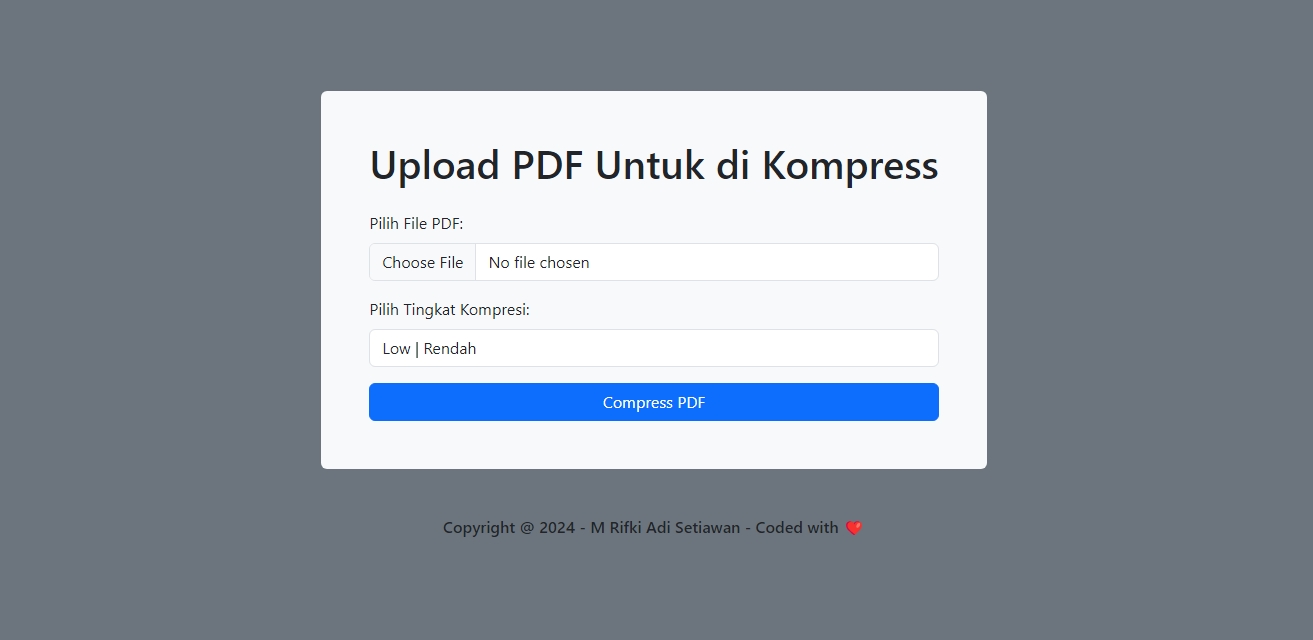 Upload PDF Untuk di Kompress
Pilih File PDF:
Choose File No file chosen
Pilih Tingkat Kompresi:
Low | Rendah
Compress PDF
Copyright @ 2024 - M Rifki Adi Setiawan - Coded with ❤️